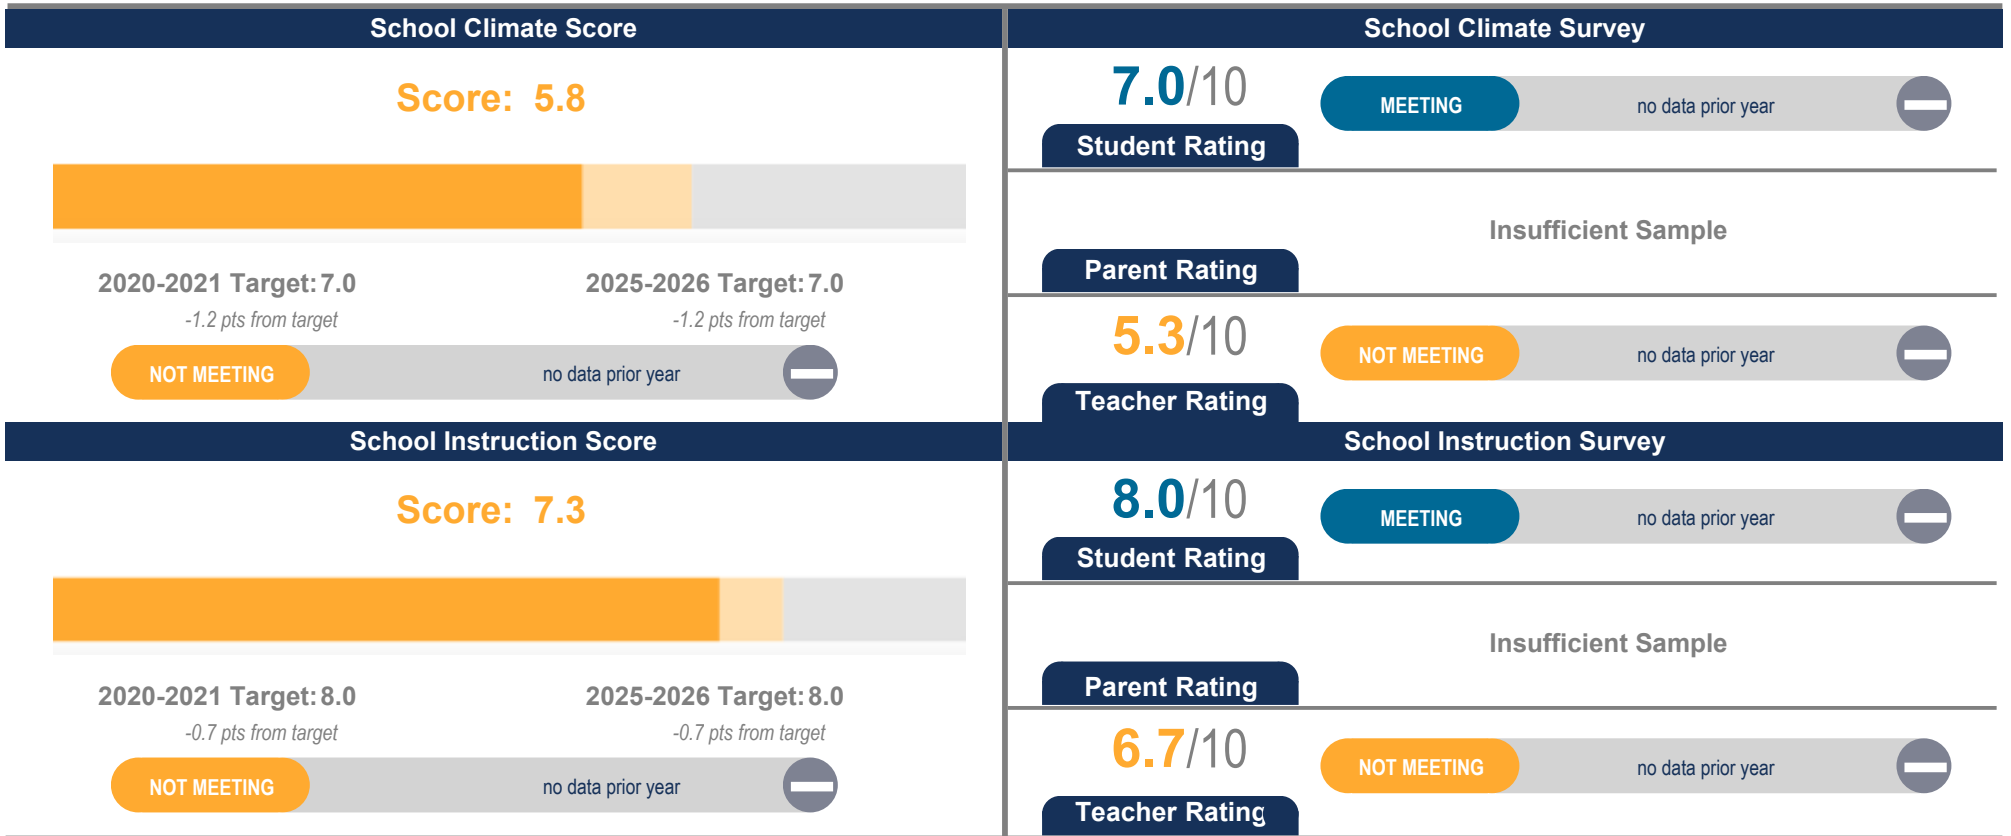 School Climate Score
Score: 5.8
2020-2021 Target: 7.0
2025-2026 Target: 7.0
-1.2 pts from target
-1.2 pts from target
NOT MEETING
no data prior year
School Climate Survey
7.0/10
MEETING
no data prior year
Student Rating
Insufficient Sample
Parent Rating
5.3/10
NOT MEETING
no data prior year
Teacher Rating
School Instruction Score
Score: 7.3
2020-2021 Target: 8.0
2025-2026 Target: 8.0
-0.7 pts from target
-0.7 pts from target
NOT MEETING
no data prior year
School Instruction Survey
8.0/10
MEETING
no data prior year
Student Rating
Insufficient Sample
Parent Rating
6.7/10
NOT MEETING
no data prior year
Teacher Rating